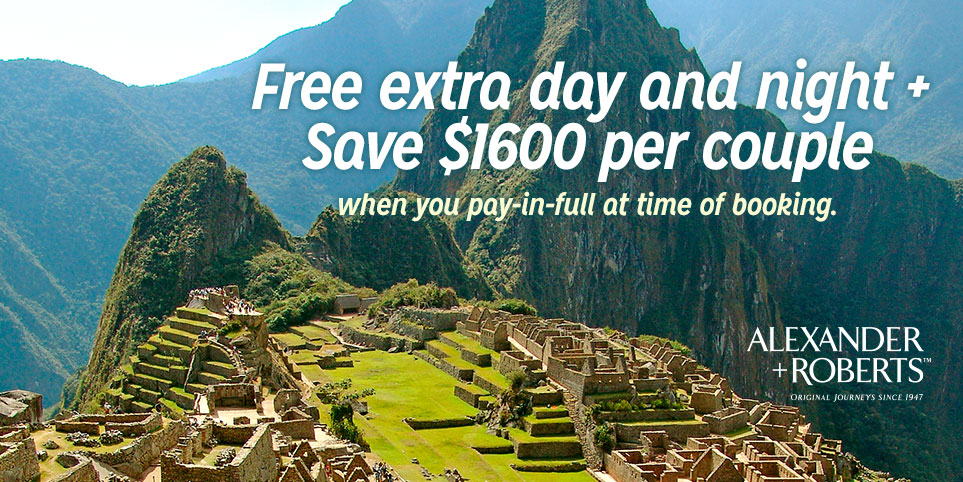 Free extra day and night +
Save $1600 per couple
when you pay-in-full at time of booking.
ALEXANDER
+ROBERTS™
ORIGINAL JOURNEYS SINCE 1947